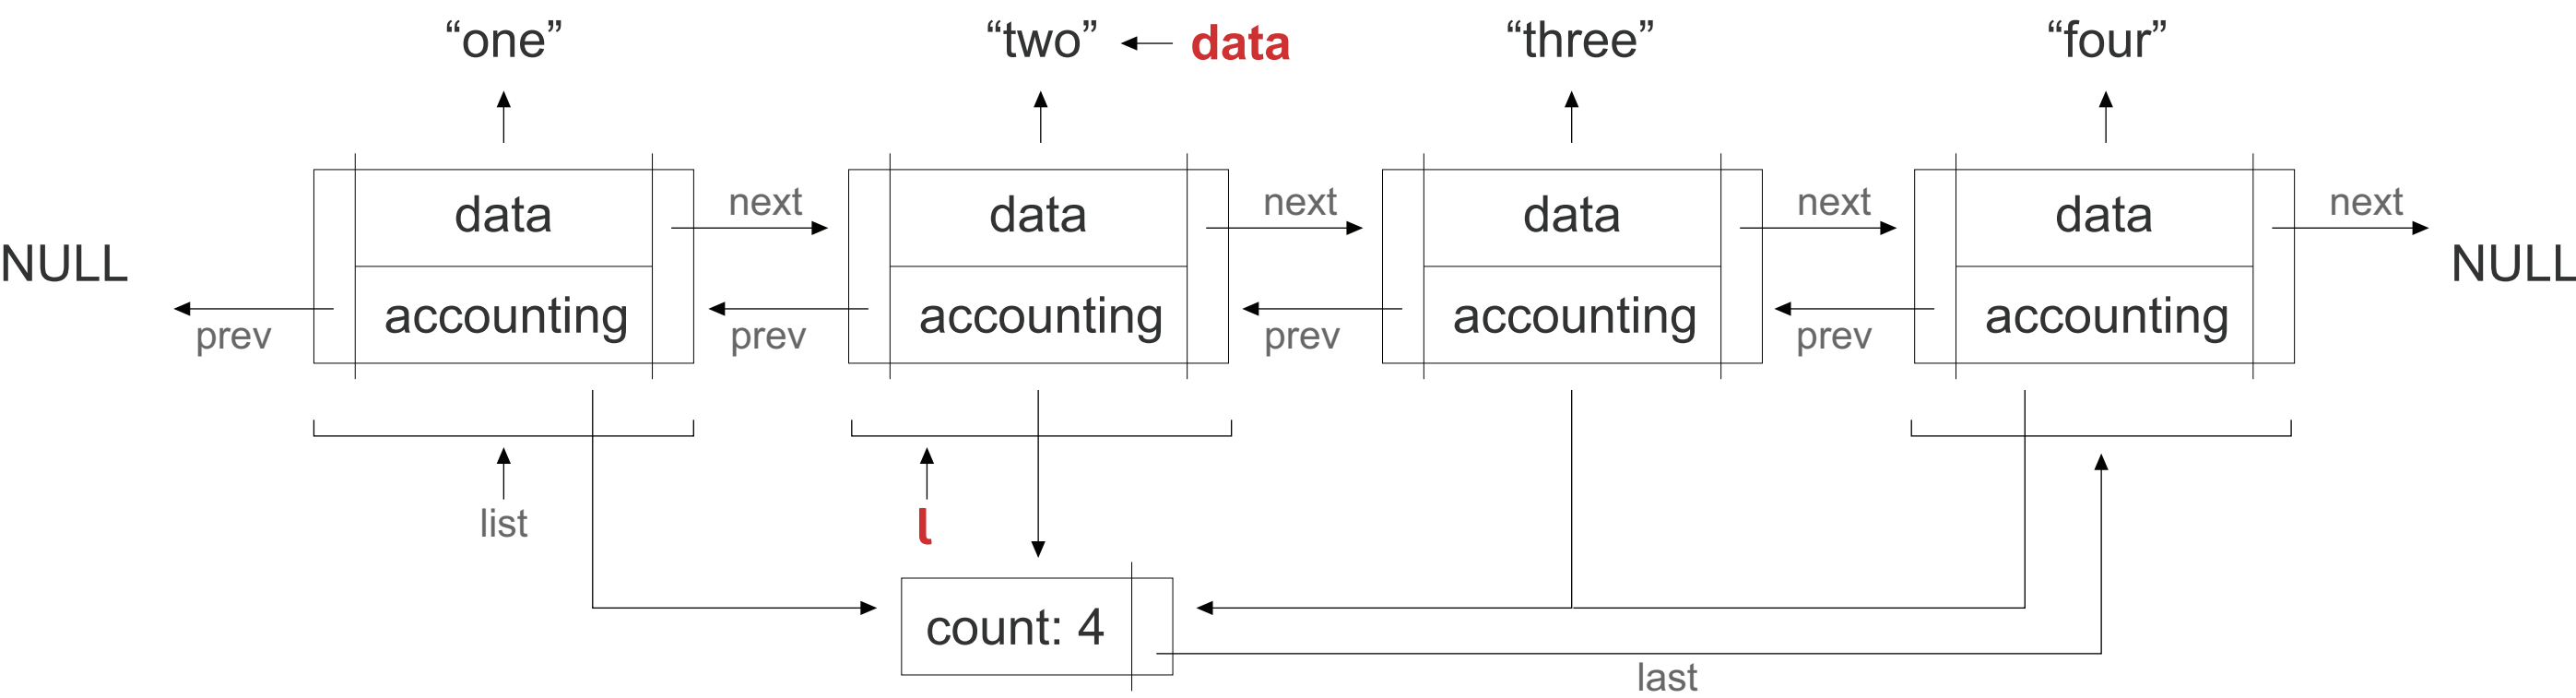 “one” “two” data “three” “four”
data next data next data next data next
NULL NULL
prev accounting prev accounting prev accounting prev accounting
list l
count: 4
last